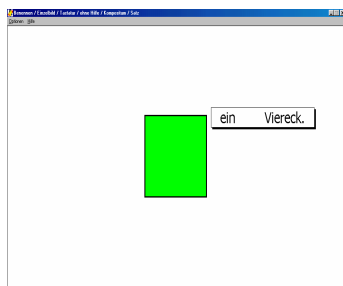 Benennen / Einzelbild / Tastatur / ohne Hilfe / Kompositum / Satz
Optionen Hilfe
ein Viereck.